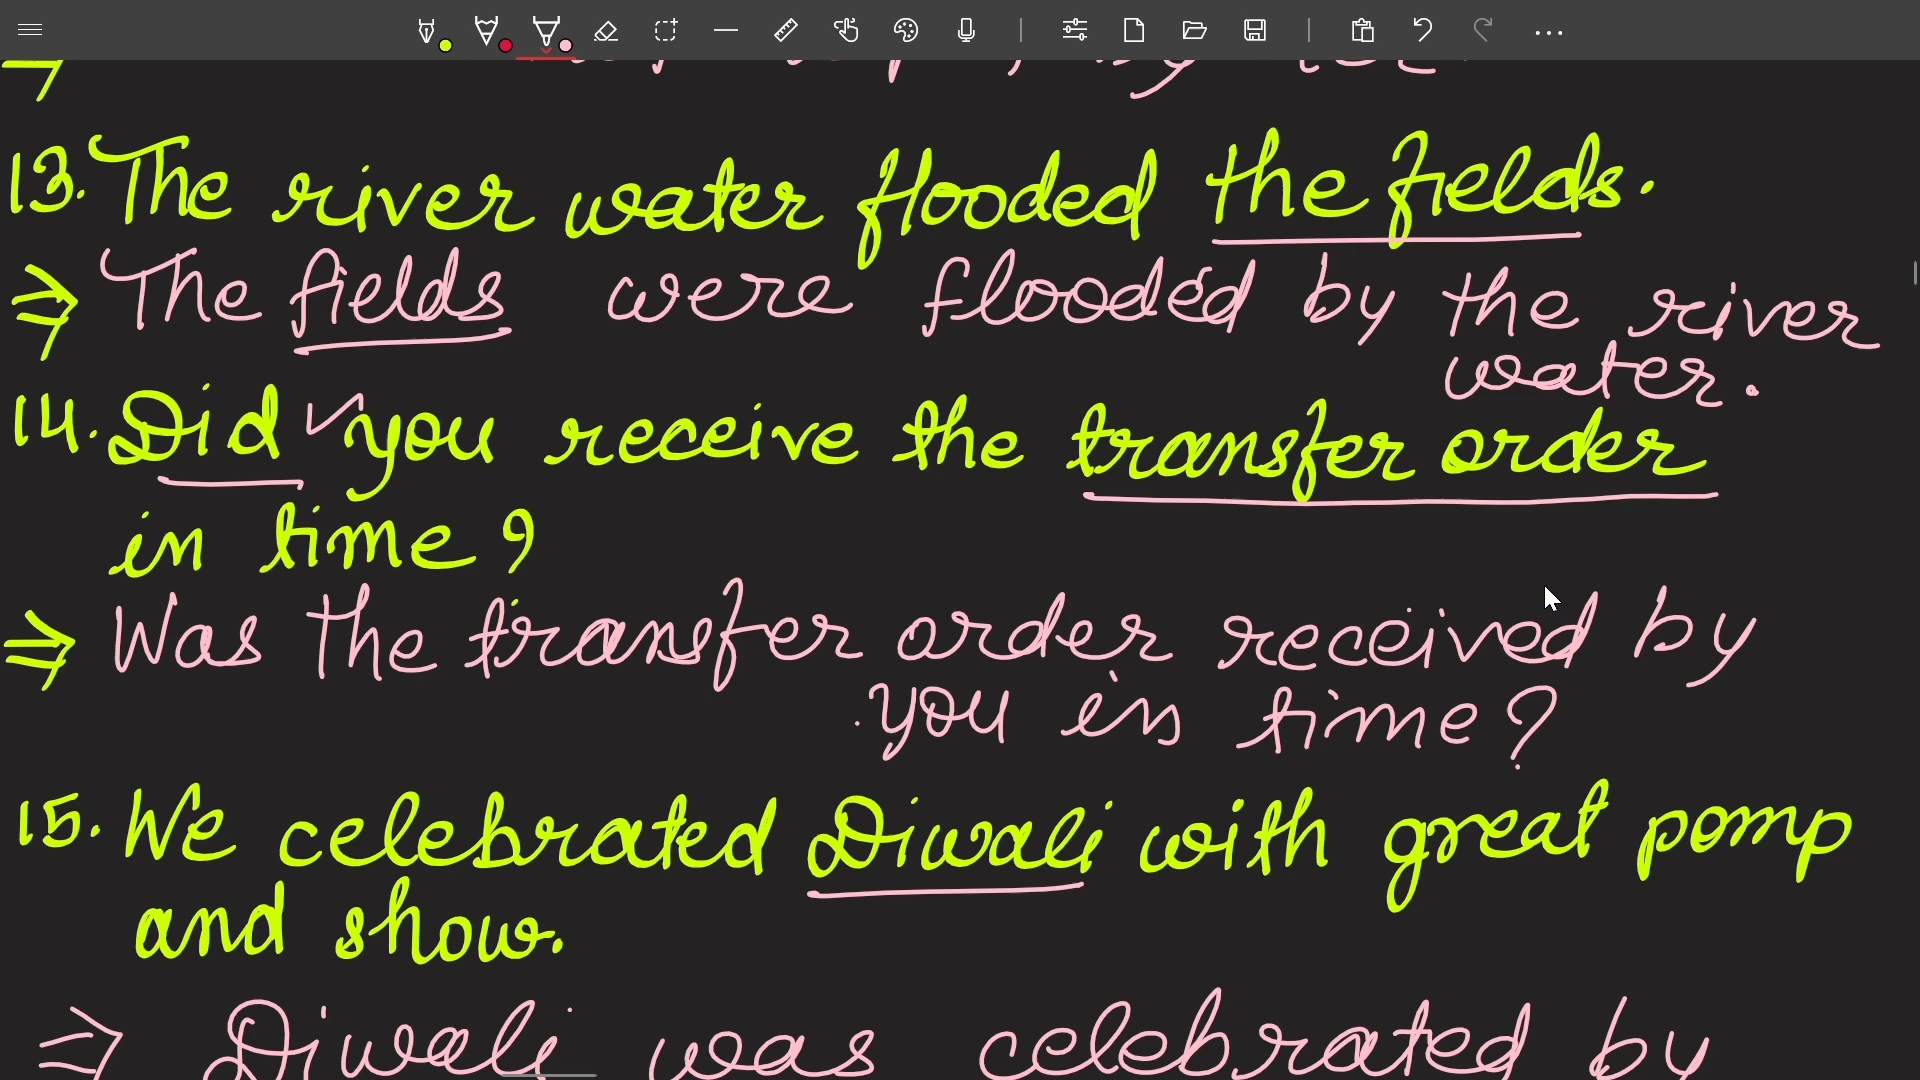 13. The river water flooded the fields.
⇒ The fields were flooded by the river
water.
14. Did you receive the transfer order
in time?
⇒ Was the transfer order received by
you in time?
15. We celebrated Diwali with great pomp
and show.
⇒ Diwali was celebrated by